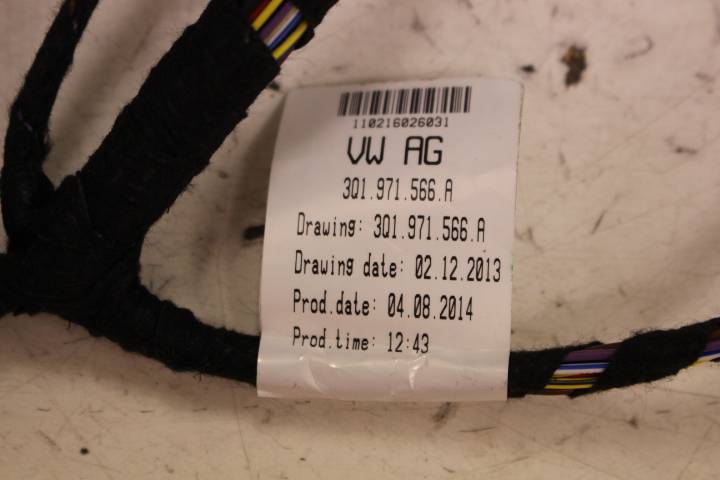 110216026031
VW AG
3Q1.971.566.A
Drawing: 3Q1.971.566.A
Drawing date: 02.12.2013
Prod.date: 04.08.2014
Prod.time: 12:43